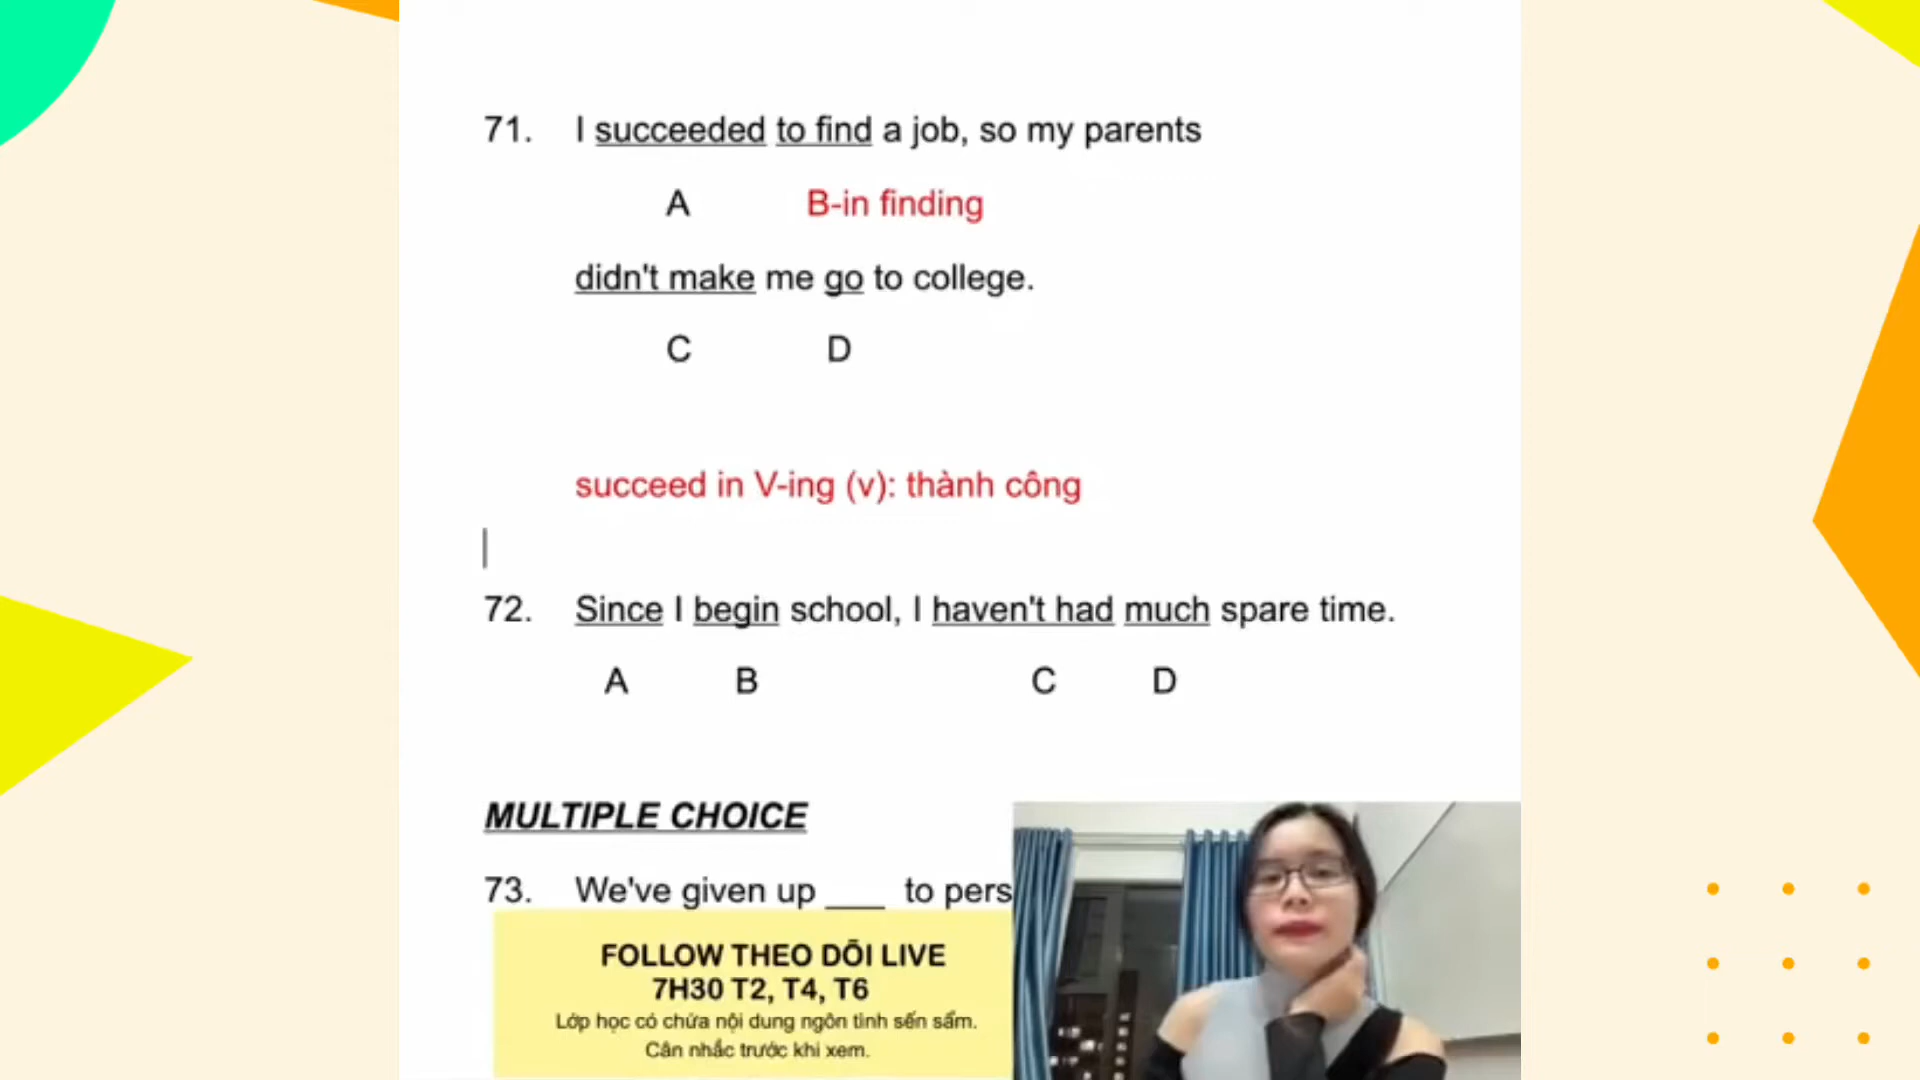 71. I succeeded to find a job, so my parents
A B-in finding
didn't make me go to college.
C D
succeed in V-ing (v): thành công
72. Since I begin school, I haven't had much spare time.
A B C D
MULTIPLE CHOICE
73. We've given up ___ to pers
FOLLOW THEO DÕI LIVE
7H30 T2, T4, T6
Lớp học có chứa nội dung ngôn tình sến sẩm.
Cân nhắc trước khi xem.